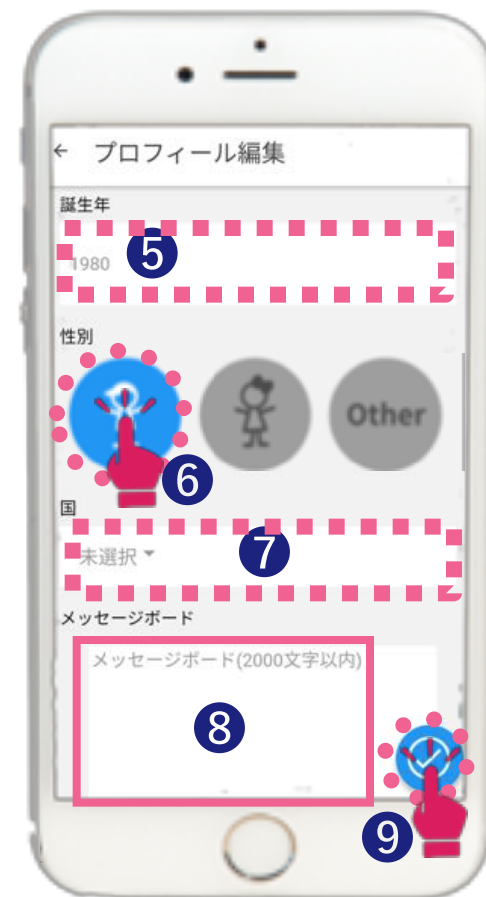 ← プロフィール編集
誕生年
1980
5
性別
Other
6
国
未選択
7
メッセージボード
メッセージボード(2000文字以内)
8
9